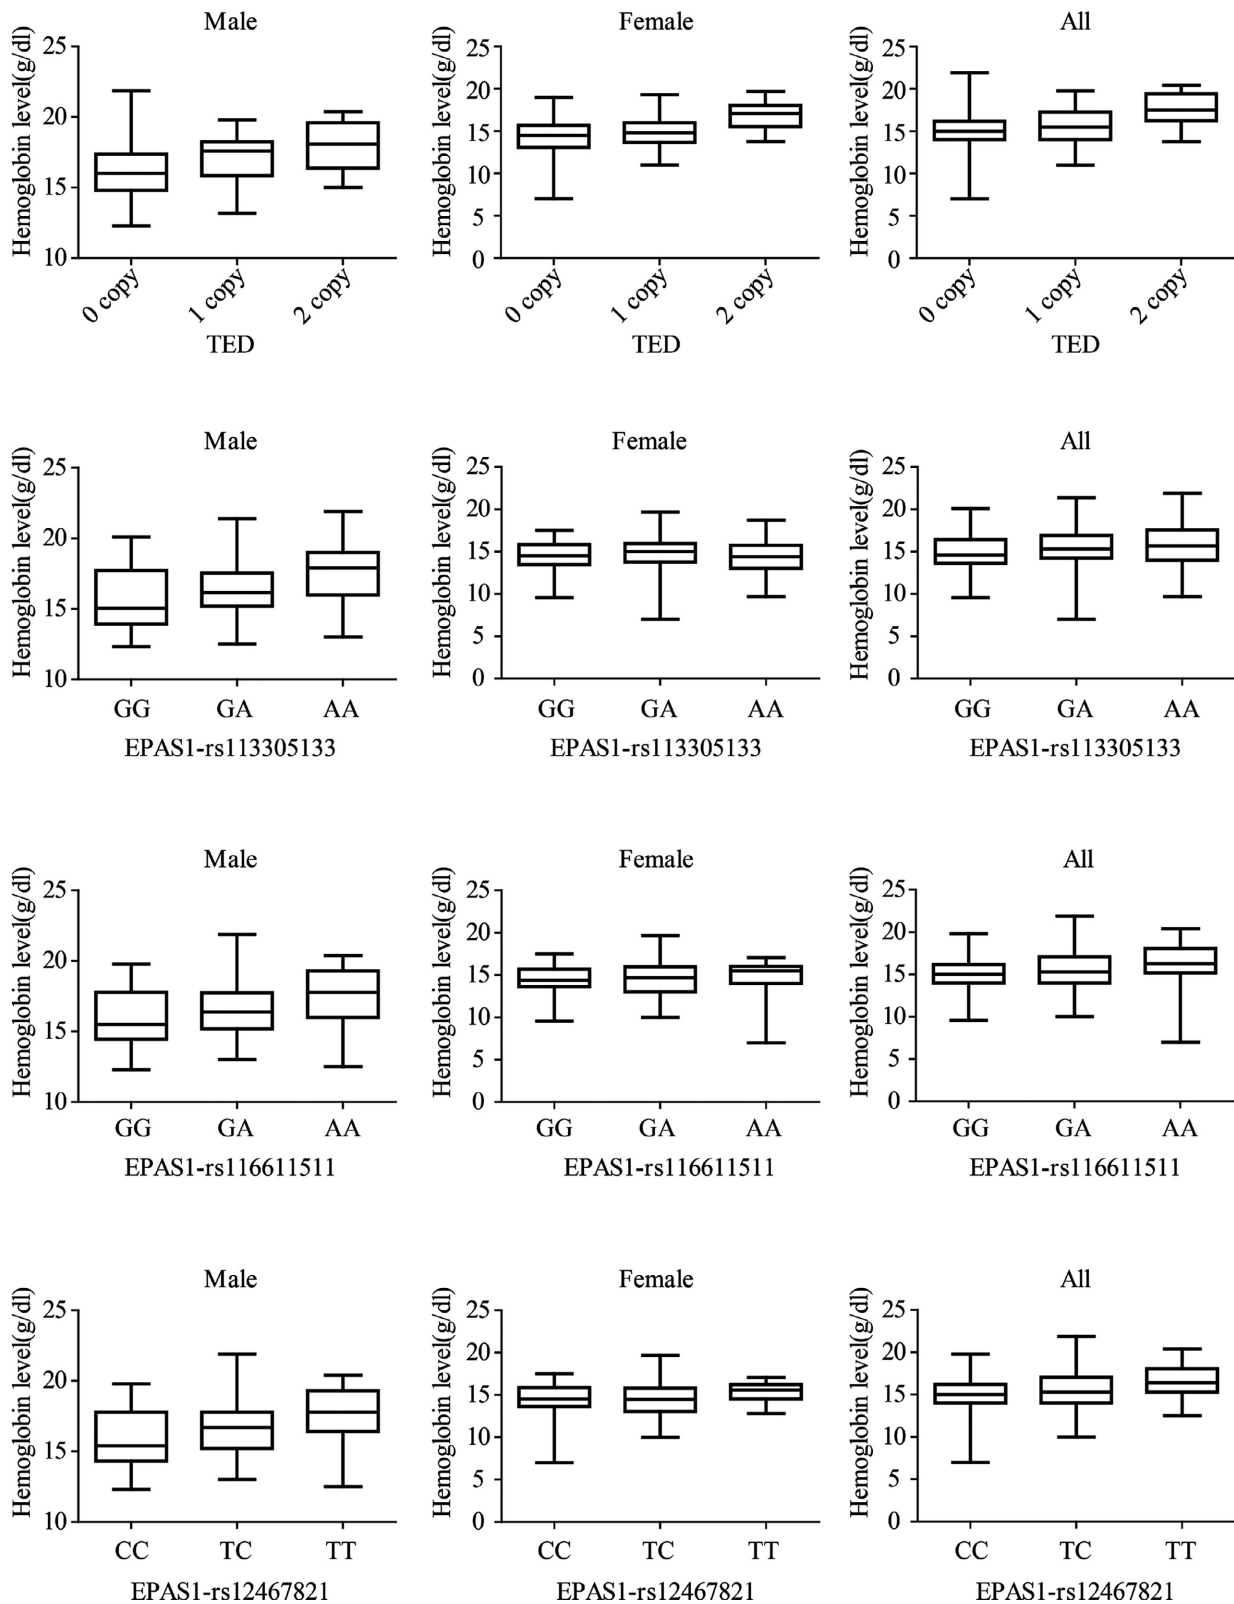 Male
Female
All
Hemoglobin level(g/dl)
25
20
15
10
0 copy
1 copy
2 copy
TED
Hemoglobin level(g/dl)
25
20
15
10
5
0
0 copy
1 copy
2 copy
TED
Hemoglobin level(g/dl)
25
20
15
10
5
0
0 copy
1 copy
2 copy
TED
Male
Female
All
Hemoglobin level(g/dl)
25
20
15
10
GG GA AA
EPAS1-rs113305133
Hemoglobin level(g/dl)
25
20
15
10
5
0
GG GA AA
EPAS1-rs113305133
Hemoglobin level(g/dl)
25
20
15
10
5
0
GG GA AA
EPAS1-rs113305133
Male
Female
All
Hemoglobin level(g/dl)
25
20
15
10
GG GA AA
EPAS1-rs116611511
Hemoglobin level(g/dl)
25
20
15
10
5
0
GG GA AA
EPAS1-rs116611511
Hemoglobin level(g/dl)
25
20
15
10
5
0
GG GA AA
EPAS1-rs116611511
Male
Female
All
Hemoglobin level(g/dl)
25
20
15
10
CC TC TT
EPAS1-rs12467821
Hemoglobin level(g/dl)
25
20
15
10
5
0
CC TC TT
EPAS1-rs12467821
Hemoglobin level(g/dl)
25
20
15
10
5
0
CC TC TT
EPAS1-rs12467821